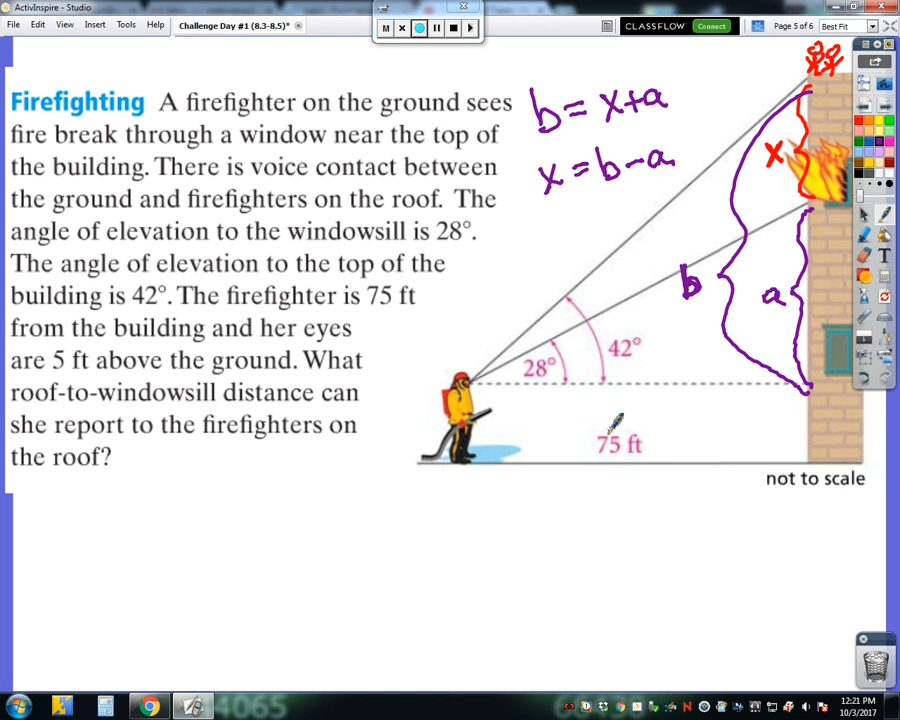 ActivInspire - Studio
File Edit View Insert Tools Help
Challenge Day #1 (8.3-8.5)*
M
CLASSFLOW Connect
Page 5 of 6
Best Fit
Firefighting A firefighter on the ground sees
fire break through a window near the top of
the building. There is voice contact between
the ground and firefighters on the roof. The
angle of elevation to the windowsill is 28°.
The angle of elevation to the top of the
building is 42°. The firefighter is 75 ft
from the building and her eyes
are 5 ft above the ground. What
roof-to-windowsill distance can
she report to the firefighters on
the roof?
b = x+a
x = b-a
x
b
a
28°
42°
75 ft
not to scale
T
4065
12:21 PM
10/3/2017